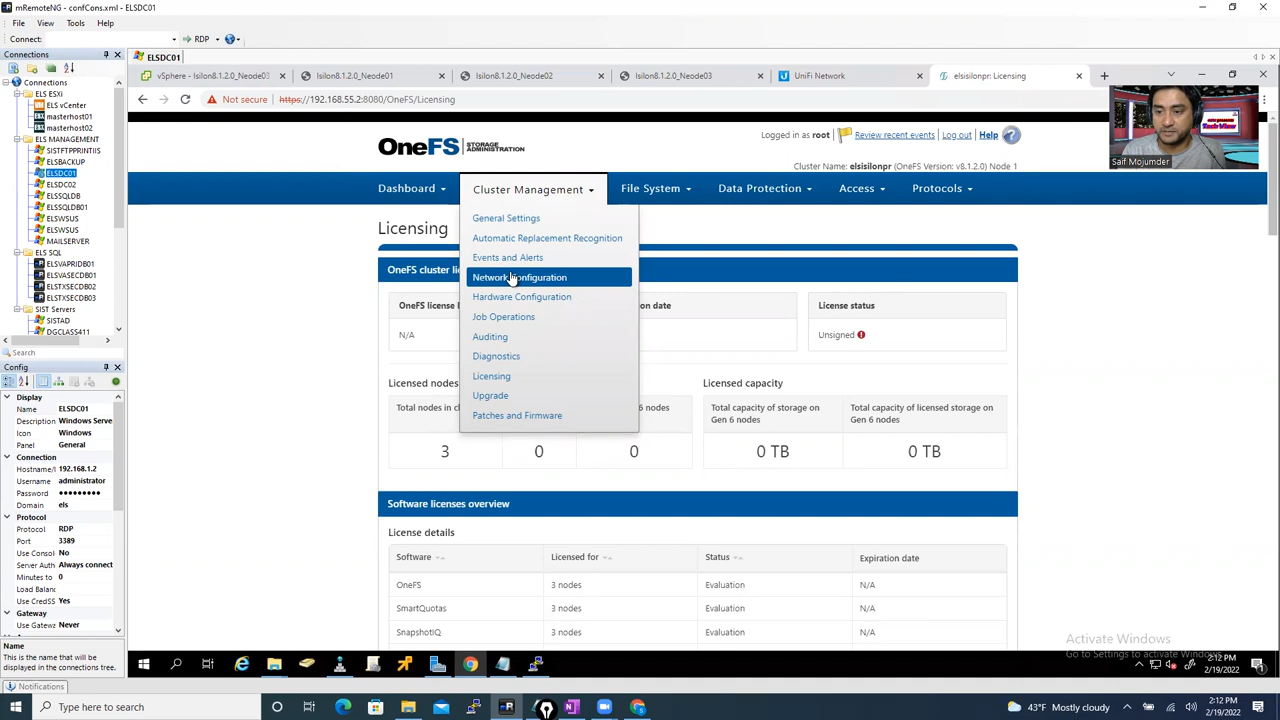 mRemoteNG - confCons.xml - ELSDC01
File View Tools Help
Connect: RDP
Connections
ELSDC01
Connections
ELS ESXi
ELS vCenter
masterhost01
masterhost02
ELS MANAGEMENT
SISTFTPPRINTIIS
ELSBACKUP
ELSDC01
ELSDC02
ELSSQLDB
ELSSQLDB01
ELSWSUS
ELSWSUS
MAILSERVER
ELS SQL
ELSVAPRIDB01
ELSVASECDB01
ELSTXSECDB02
ELSTXSECDB03
SIST Servers
SISTAD
DGCLASS411
Search
Config
Display
Name ELSDC01
Description Windows Serve
Icon Windows
Panel General
Connection
Hostname/I 192.168.1.2
Username administrator
Password •••••••••
Domain els
Protocol
Protocol RDP
Port 3389
Use Consol No
Server Auth Always connect
Minutes to 0
Load Balanc
Use CredSS Yes
Gateway
Use Gatewa Never
Name
This is the name that will be
displayed in the connections tree.
Notifications
vSphere - Isilon8.1.2.0_Neode03
Isilon8.1.2.0_Neode01
Isilon8.1.2.0_Neode02
Isilon8.1.2.0_Neode03
UniFi Network
elsisilonpr: Licensing
Not secure https://192.168.55.2:8080/OneFS/Licensing
OneFS STORAGE ADMINISTRATION
Logged in as root Review recent events Log out Help
Cluster Name: elsisilonpr (OneFS Version: v8.1.2.0) Node 1
Saif Mojumder
Dashboard Cluster Management File System Data Protection Access Protocols
General Settings
Automatic Replacement Recognition
Events and Alerts
Network Configuration
Hardware Configuration
Job Operations
Auditing
Diagnostics
Licensing
Upgrade
Patches and Firmware
Licensing
OneFS cluster li
OneFS license I
on date
License status
N/A
Unsigned
Licensed nodes
Licensed capacity
Total nodes in c
6 nodes
Total capacity of storage on Gen 6 nodes
Total capacity of licensed storage on Gen 6 nodes
3 0 0 0 TB 0 TB
Software licenses overview
License details
Software Licensed for Status Expiration date
OneFS 3 nodes Evaluation N/A
SmartQuotas 3 nodes Evaluation N/A
SnapshotIQ 3 nodes Evaluation N/A
Activate Windows
Go to Settings to activate Windows.
2:12 PM
2/19/2022
Type here to search
43°F Mostly cloudy
2:12 PM
2/19/2022